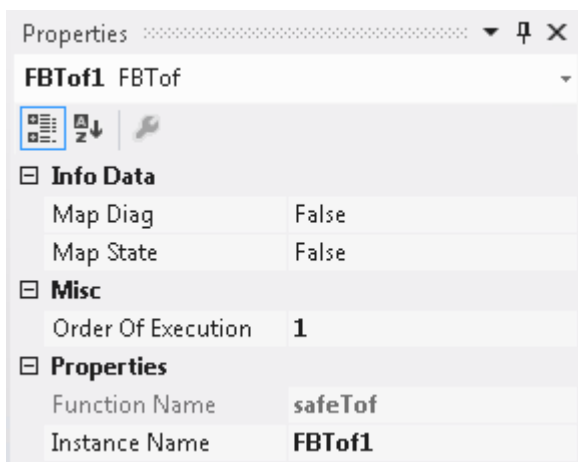 Properties
FBTof1 FBTof
Info Data
Map Diag False
Map State False
Misc
Order Of Execution 1
Properties
Function Name safeTof
Instance Name FBTof1